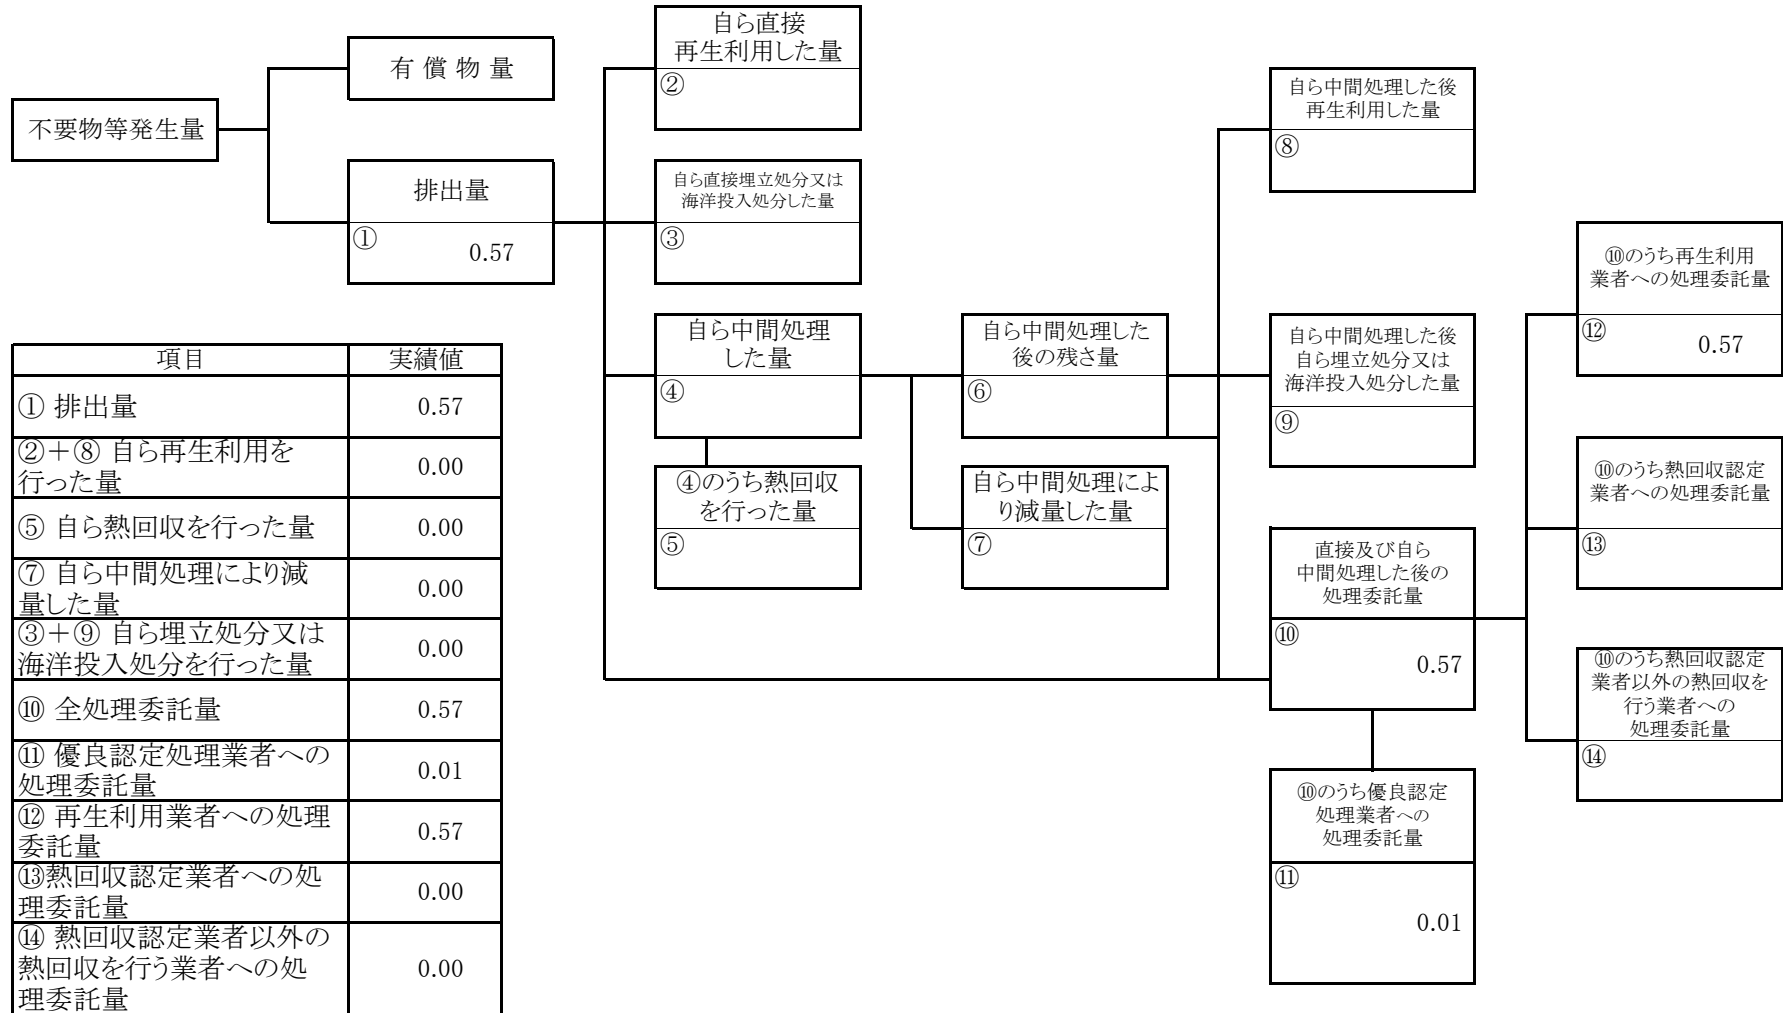 自ら直接
再生利用した量
②
有 償 物 量
不要物等発生量
排出量
①
0.57
自ら直接埋立処分又は
海洋投入処分した量
③
自ら中間処理した後
再生利用した量
⑧
⑩のうち再生利用
業者への処理委託量
⑫
0.57
自ら中間処理
した量
④
自ら中間処理した
後の残さ量
⑥
自ら中間処理した後
自ら埋立処分又は
海洋投入処分した量
⑨
④のうち熱回収
を行った量
⑤
自ら中間処理によ
り減量した量
⑦
⑩のうち熱回収認定
業者への処理委託量
⑬
直接及び自ら
中間処理した後の
処理委託量
⑩
0.57
⑩のうち熱回収認定
業者以外の熱回収を
行う業者への
処理委託量
⑭
⑩のうち優良認定
処理業者への
処理委託量
⑪
0.01
項目 実績値
① 排出量 0.57
②+⑧ 自ら再生利用を
行った量 0.00
⑤ 自ら熱回収を行った量 0.00
⑦ 自ら中間処理により減
量した量 0.00
③+⑨ 自ら埋立処分又は
海洋投入処分を行った量 0.00
⑩ 全処理委託量 0.57
⑪ 優良認定処理業者への
処理委託量 0.01
⑫ 再生利用業者への処理
委託量 0.57
⑬熱回収認定業者への処
理委託量 0.00
⑭ 熱回収認定業者以外の
熱回収を行う業者への処
理委託量 0.00